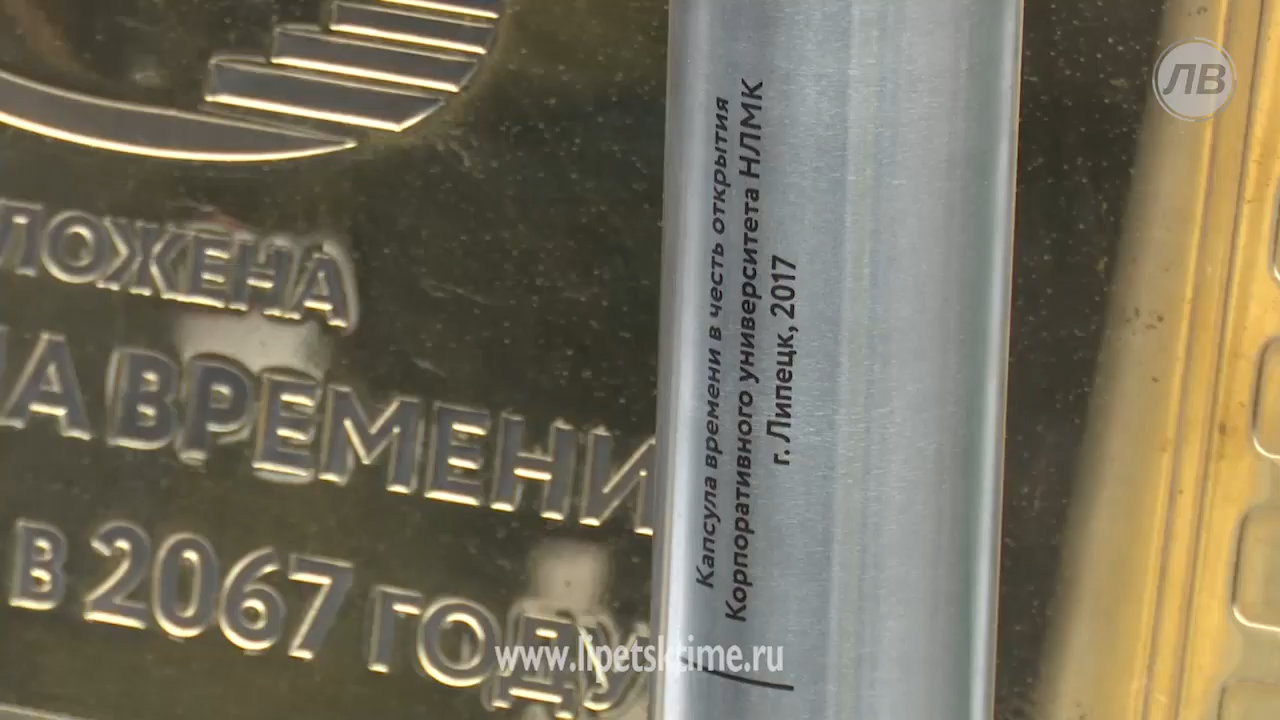 ЛВ
ЛОЖЕНА
ВРЕМЕНИ
В 2067 ГОДУ
Капсула времени в честь открытия
Корпоративного университета НЛМК
г. Липецк, 2017
www.lipetsktime.ru